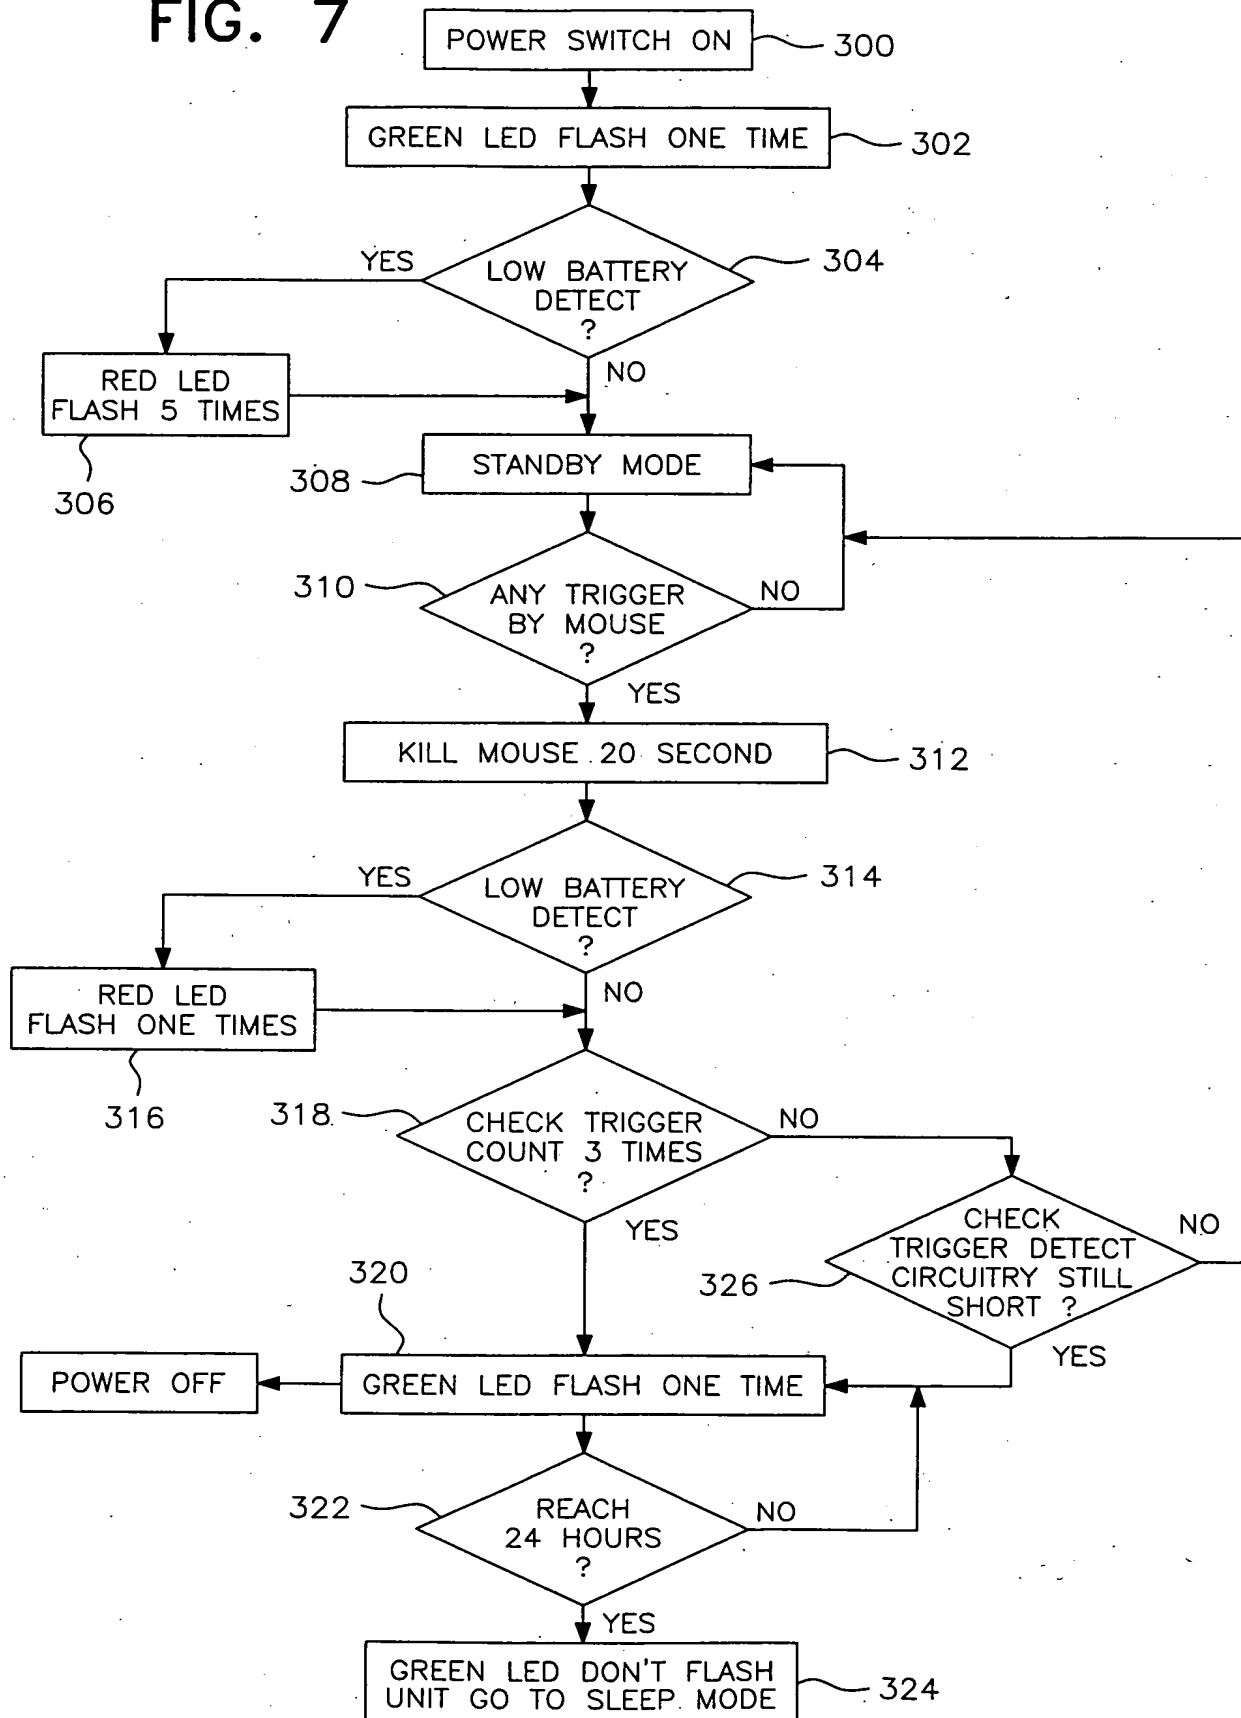 FIG. 7
POWER SWITCH ON
300
GREEN LED FLASH ONE TIME
302
YES
LOW BATTERY
DETECT
?
304
NO
RED LED
FLASH 5 TIMES
306
STANDBY MODE
308
310
ANY TRIGGER
BY MOUSE
?
NO
YES
KILL MOUSE 20 SECOND
312
YES
LOW BATTERY
DETECT
?
314
NO
RED LED
FLASH ONE TIMES
316
318
CHECK TRIGGER
COUNT 3 TIMES
?
NO
YES
CHECK
TRIGGER DETECT
CIRCUITRY STILL
SHORT ?
NO
326
YES
320
POWER OFF
GREEN LED FLASH ONE TIME
322
REACH
24 HOURS
?
NO
YES
GREEN LED DON'T FLASH
UNIT GO TO SLEEP MODE
324